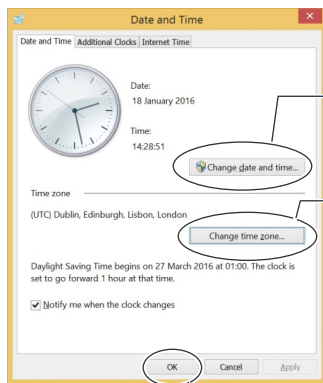 Date and Time
Date and Time Additional Clocks Internet Time
Date:
18 January 2016
Time:
14:28:51
Change date and time...
Time zone
(UTC) Dublin, Edinburgh, Lisbon, London
Change time zone...
Daylight Saving Time begins on 27 March 2016 at 01:00. The clock is
set to go forward 1 hour at that time.
Notify me when the clock changes
OK Cancel Apply